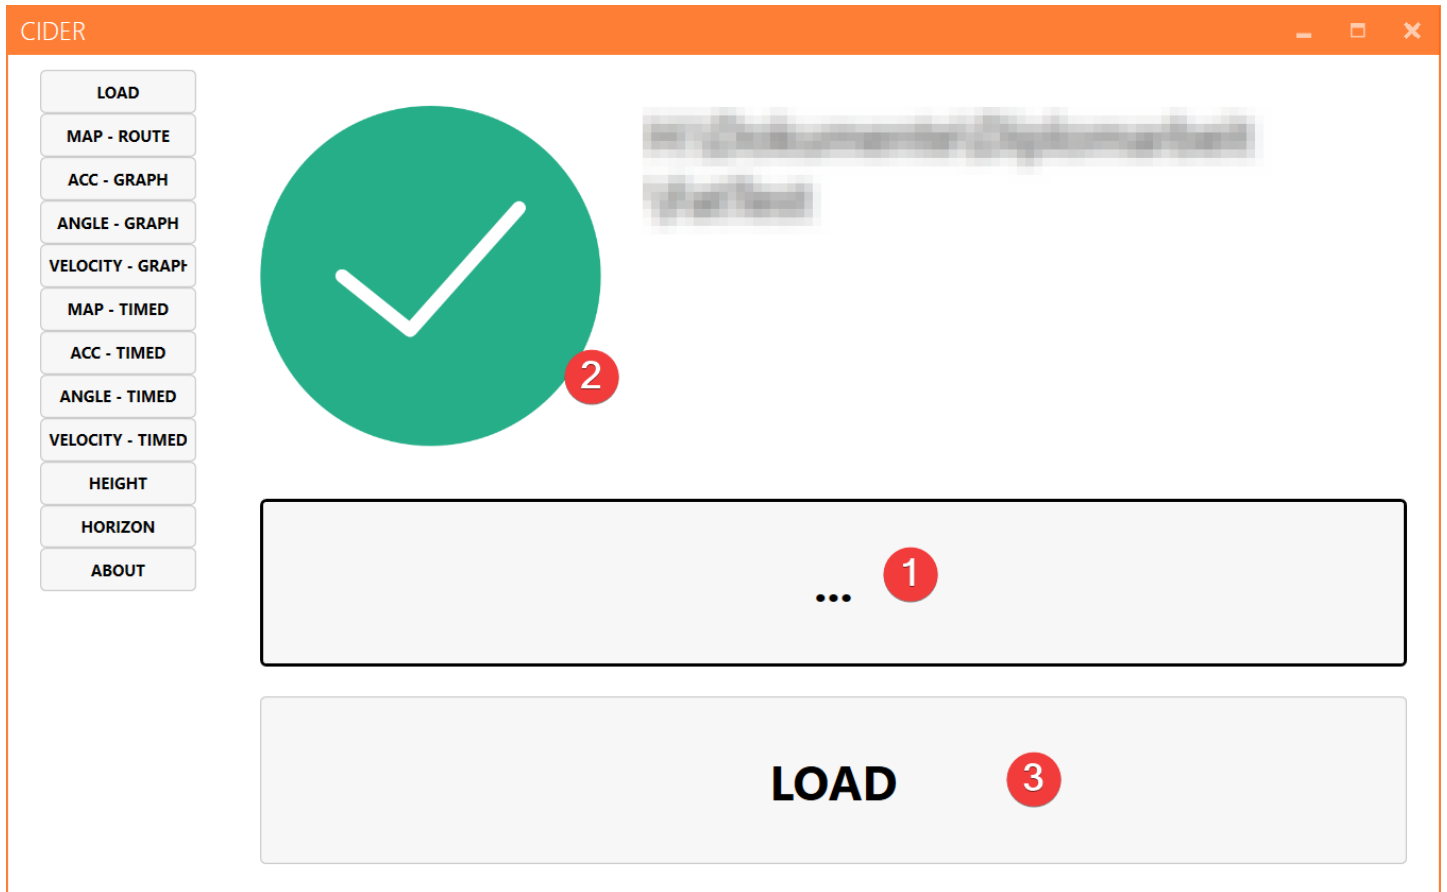 CIDER
LOAD
MAP - ROUTE
ACC - GRAPH
ANGLE - GRAPH
VELOCITY - GRAPH
MAP - TIMED
ACC - TIMED
ANGLE - TIMED
VELOCITY - TIMED
HEIGHT
HORIZON
ABOUT
2
... 1
LOAD 3